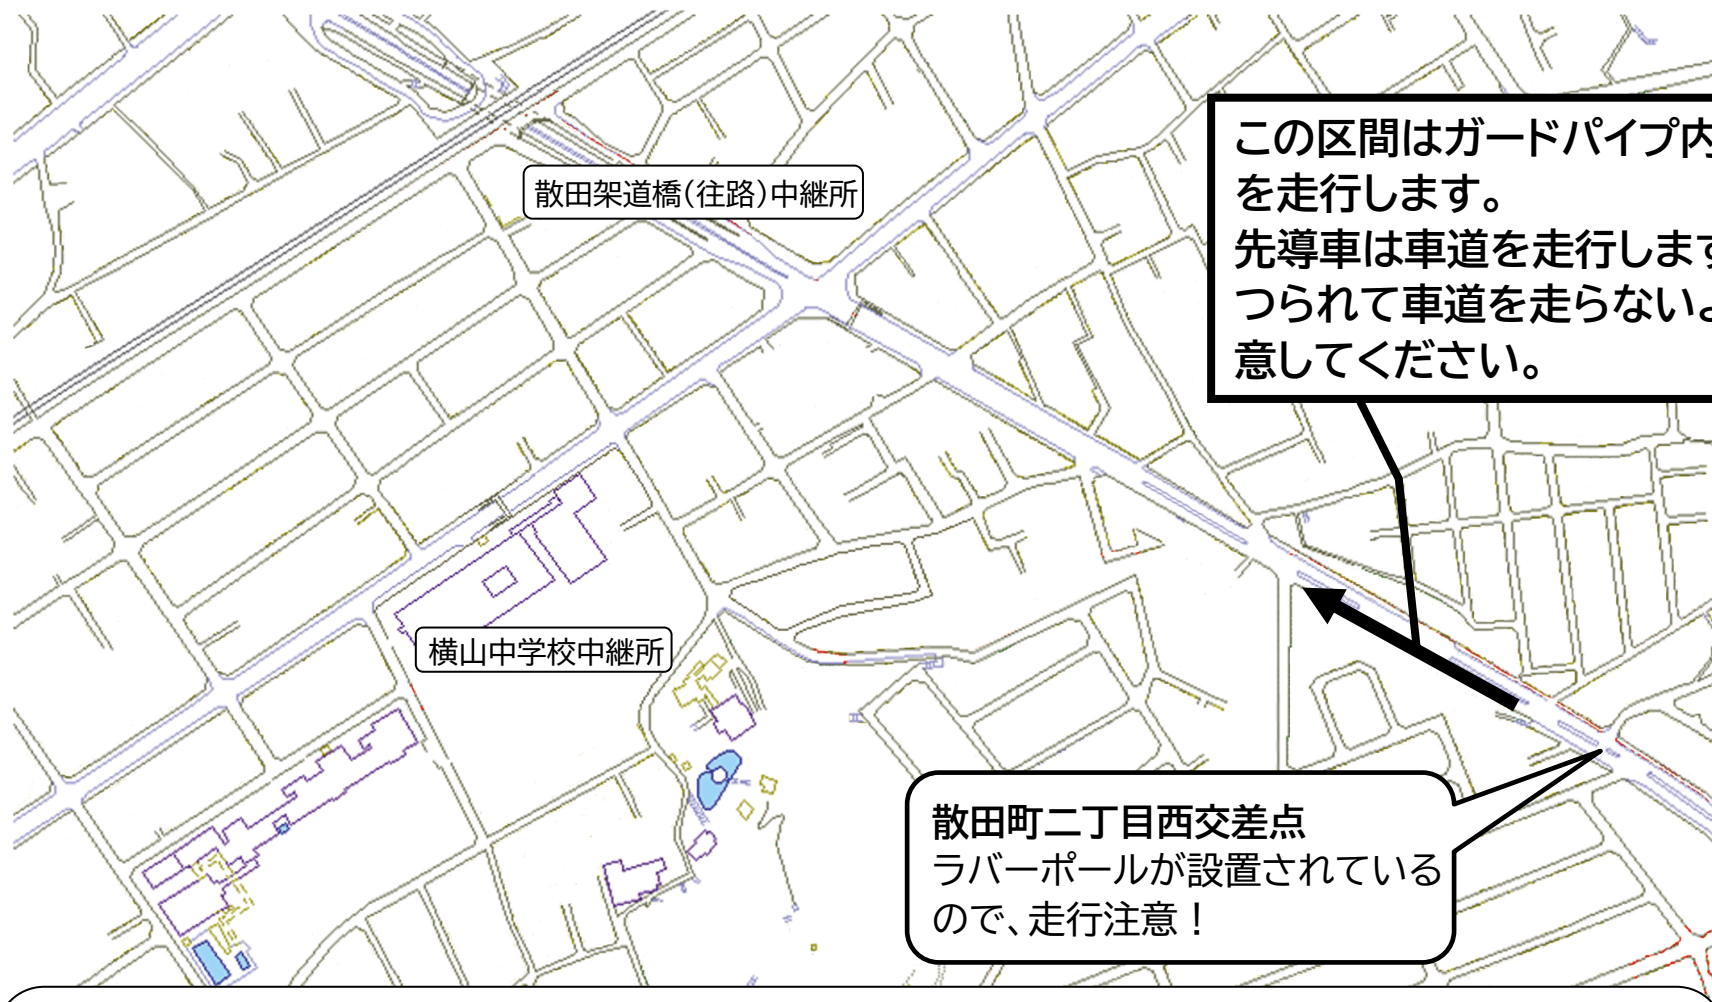 この区間はガードパイプ内
を走行します。
先導車は車道を走行します
つられて車道を走らないよ
意してください。
散田架道橋(往路)中継所
横山中学校中継所
散田町二丁目西交差点
ラバーポールが設置されている
ので、走行注意！